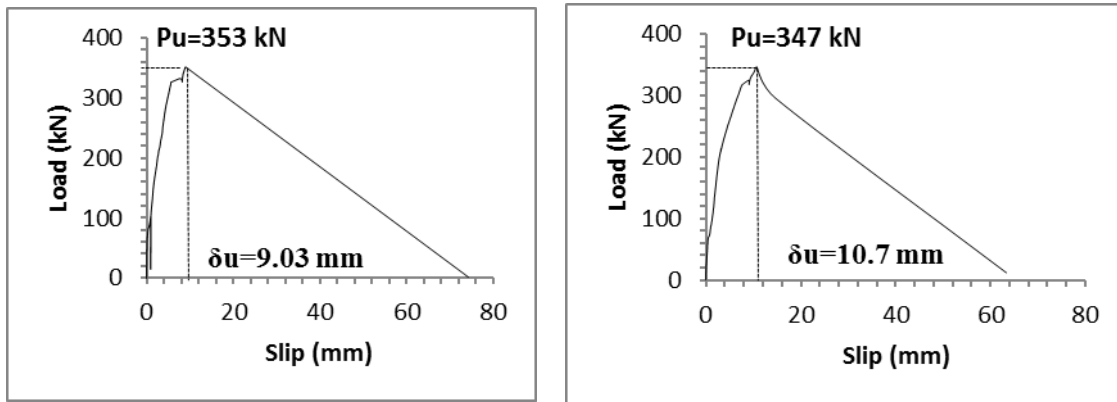 Pu=353 kN
400
300
200
100
0
Load (kN)
δu=9.03 mm
0 20 40 60 80
Slip (mm)
Pu=347 kN
400
300
200
100
0
Load (kN)
δu=10.7 mm
0 20 40 60 80
Slip (mm)